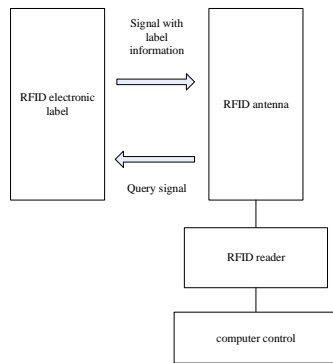 Signal with
label
information
RFID electronic
label
RFID antenna
Query signal
RFID reader
computer control